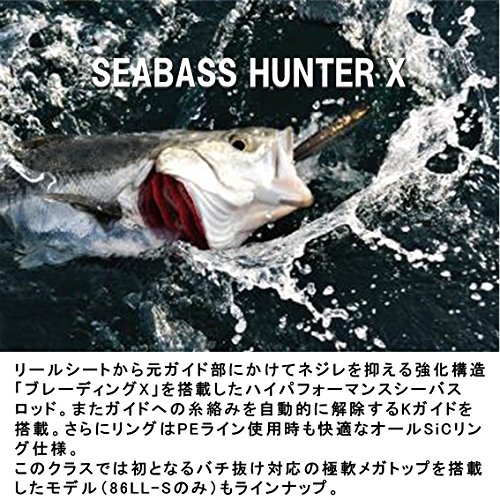 SEABASS HUNTER X
リールシートから元ガイド部にかけてネジレを抑える強化構造
「ブレーディングX」を搭載したハイパフォーマンスシーバス
ロッド。またガイドへの糸絡みを自動的に解除するKガイドを
搭載。さらにリングはPEライン使用時も快適なオールSiCリン
グ仕様。
このクラスでは初となるバチ抜け対応の極軟メガトップを搭載
したモデル（86LL-Sのみ）もラインナップ。